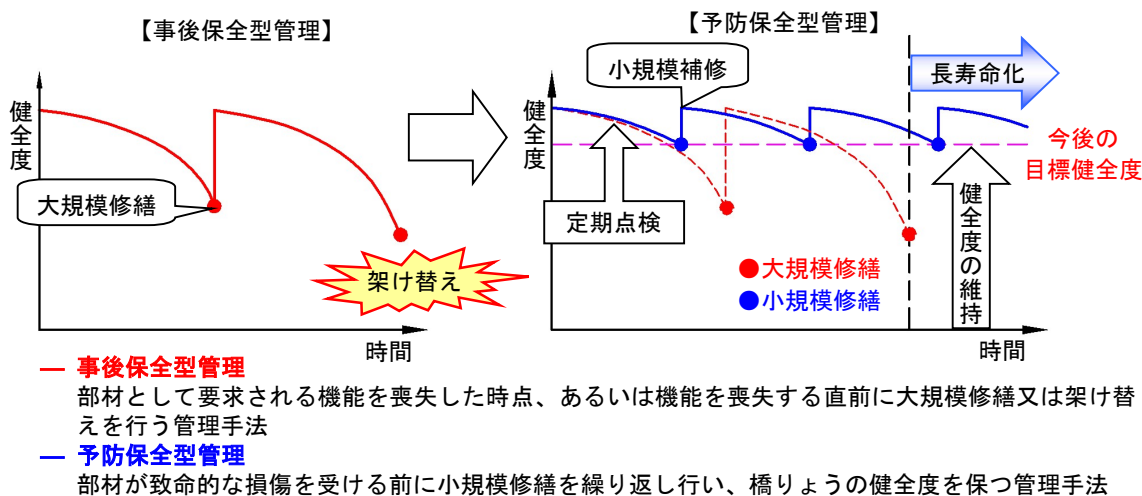 【事後保全型管理】
健全度
大規模修繕
架け替え
時間
【予防保全型管理】
健全度
小規模補修
長寿命化
今後の
目標健全度
定期点検
●大規模修繕
●小規模修繕
健全度の維持
時間
― 事後保全型管理
部材として要求される機能を喪失した時点、あるいは機能を喪失する直前に大規模修繕又は架け替
えを行う管理手法
― 予防保全型管理
部材が致命的な損傷を受ける前に小規模修繕を繰り返し行い、橋りょうの健全度を保つ管理手法